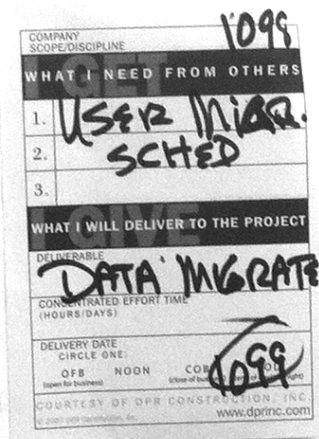 COMPANY
SCOPE/DISCIPLINE
1099
I GET
WHAT I NEED FROM OTHERS
1. USER MIGR.
2. SCHED
3.
I GIVE
WHAT I WILL DELIVER TO THE PROJECT
DELIVERABLE
DATA MIGRATE
CONCENTRATED EFFORT TIME
(HOURS/DAYS)
DELIVERY DATE
CIRCLE ONE:
1099
OFB NOON COB
(open for business) (close of
COURTESY OF DPR CONSTRUCTION, INC.
www.dprinc.com